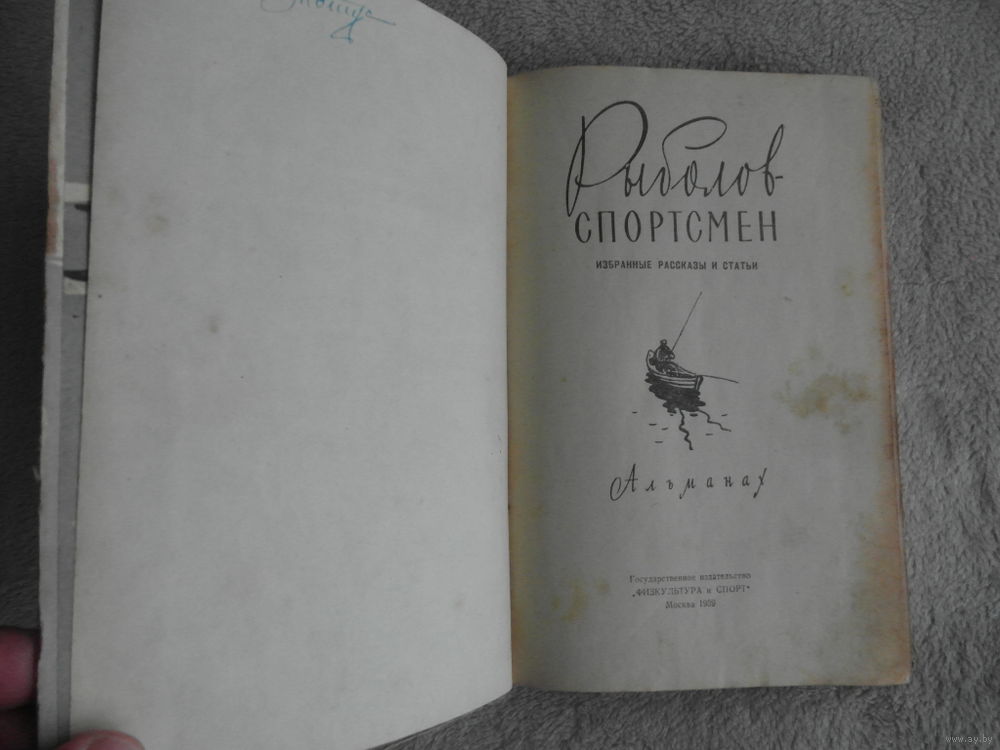 Рыболов-
СПОРТСМЕН
ИЗБРАННЫЕ РАССКАЗЫ И СТАТЬИ
Альманах
Государственное издательство
„ФИЗКУЛЬТУРА и СПОРТ"
Москва 1959
www.ay.by